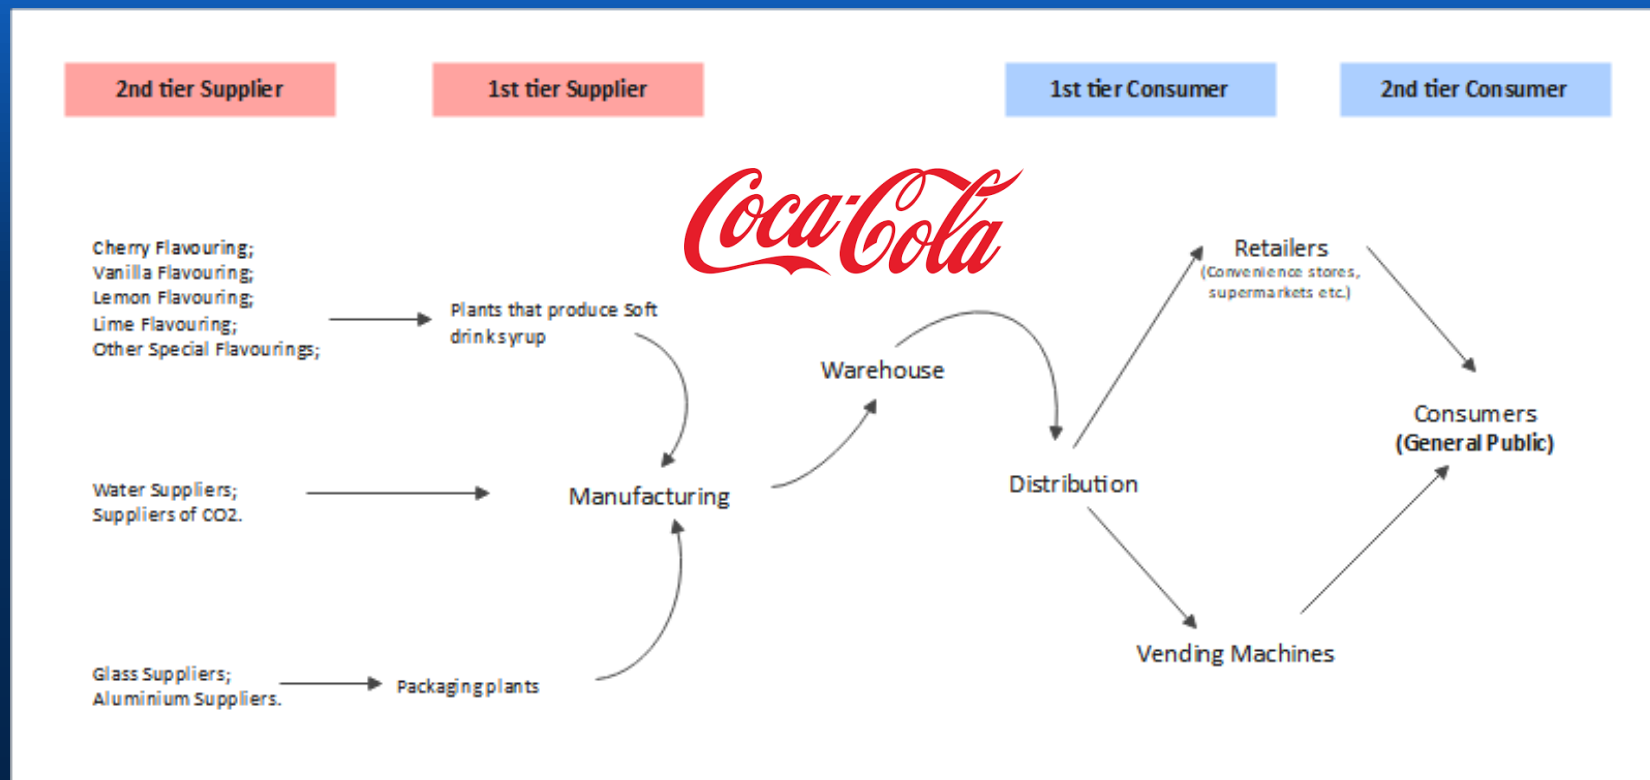 2nd tier Supplier
1st tier Supplier
1st tier Consumer
2nd tier Consumer
Coca-Cola
Cherry Flavouring;
Vanilla Flavouring;
Lemon Flavouring;
Lime Flavouring;
Other Special Flavourings;
Plants that produce Soft
drink syrup
Warehouse
Retailers
(Convenience stores,
supermarkets etc.)
Consumers
(General Public)
Water Suppliers;
Suppliers of CO2.
Manufacturing
Distribution
Glass Suppliers;
Aluminium Suppliers.
Packaging plants
Vending Machines